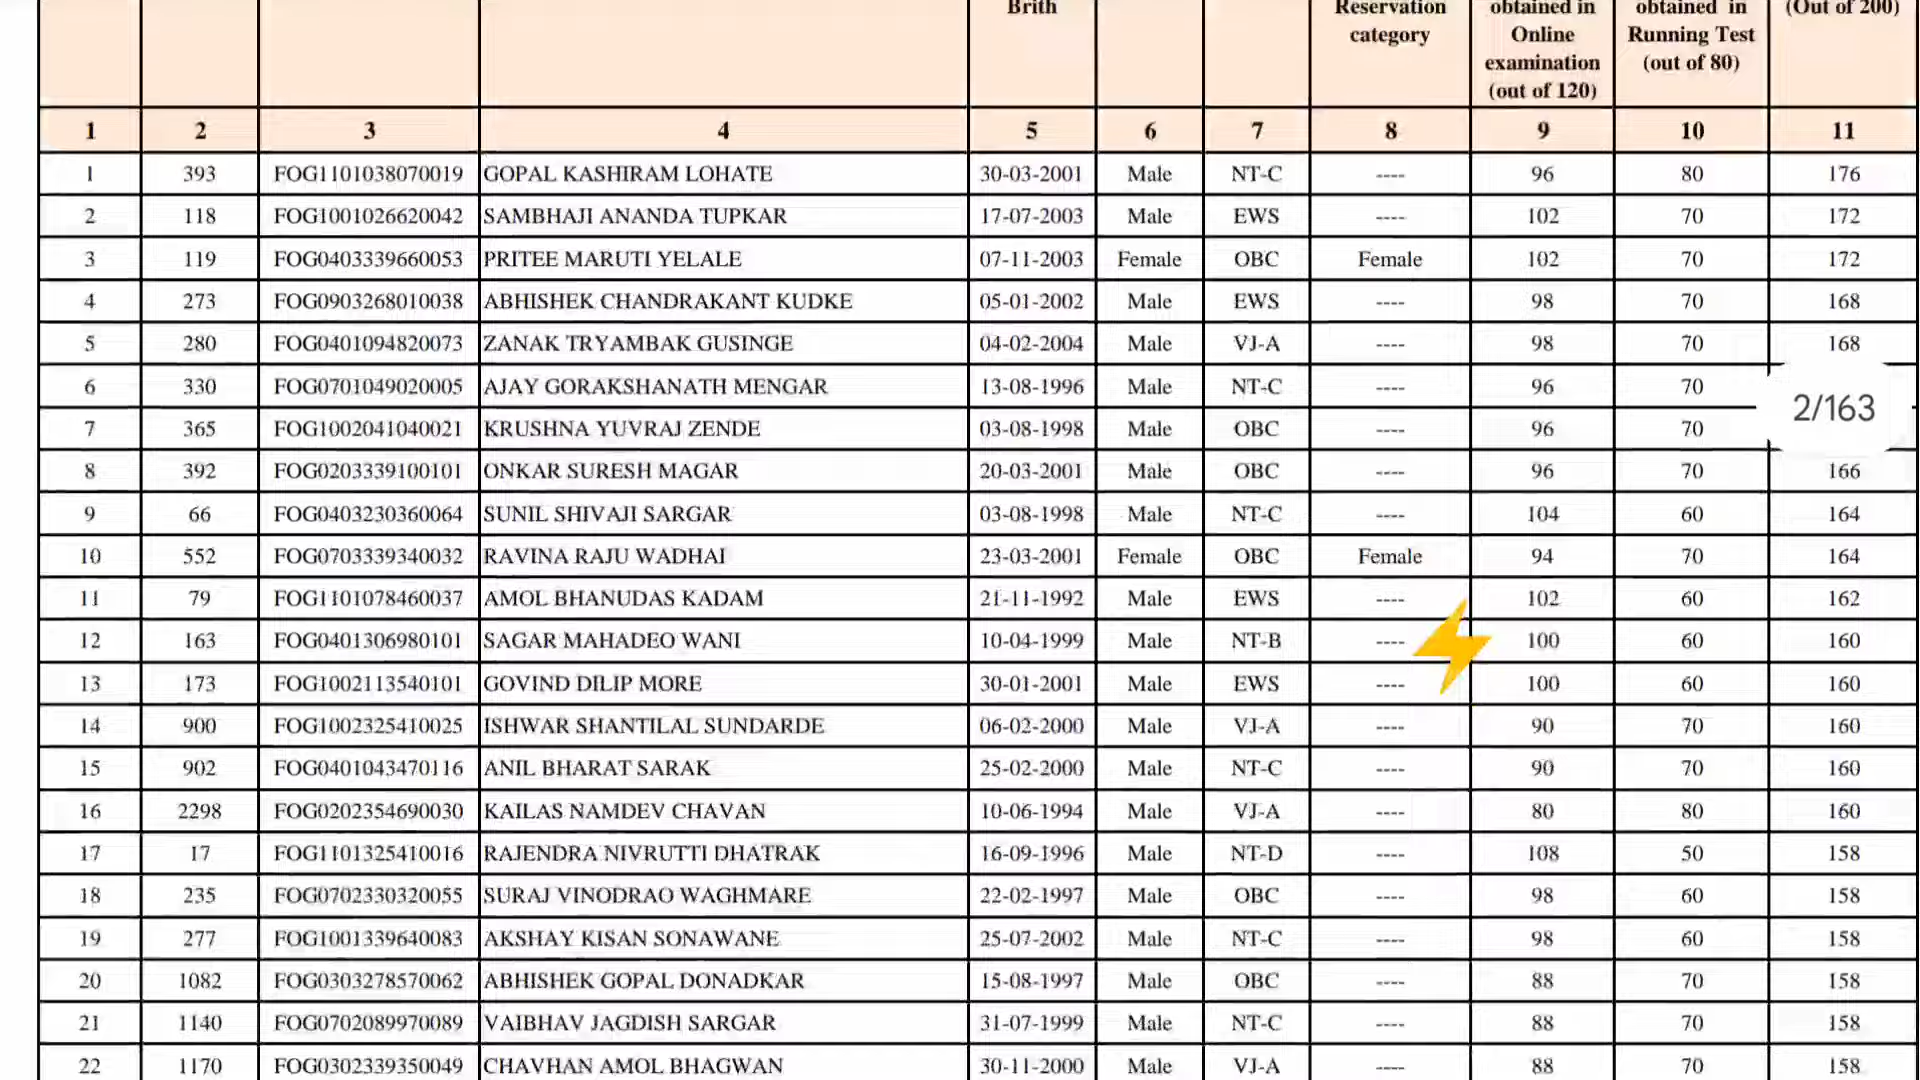 Brith Reservation category obtained in Online examination (out of 120) obtained in Running Test (out of 80) (Out of 200)
1 2 3 4 5 6 7 8 9 10 11
1 393 FOG1101038070019 GOPAL KASHIRAM LOHATE 30-03-2001 Male NT-C ---- 96 80 176
2 118 FOG1001026620042 SAMBHAJI ANANDA TUPKAR 17-07-2003 Male EWS ---- 102 70 172
3 119 FOG0403339660053 PRITEE MARUTI YELALE 07-11-2003 Female OBC Female 102 70 172
4 273 FOG0903268010038 ABHISHEK CHANDRAKANT KUDKE 05-01-2002 Male EWS ---- 98 70 168
5 280 FOG0401094820073 ZANAK TRYAMBAK GUSINGE 04-02-2004 Male VJ-A ---- 98 70 168
6 330 FOG0701049020005 AJAY GORAKSHANATH MENGAR 13-08-1996 Male NT-C ---- 96 70
2/163
7 365 FOG1002041040021 KRUSHNA YUVRAJ ZENDE 03-08-1998 Male OBC ---- 96 70
8 392 FOG0203339100101 ONKAR SURESH MAGAR 20-03-2001 Male OBC ---- 96 70 166
9 66 FOG0403230360064 SUNIL SHIVAJI SARGAR 03-08-1998 Male NT-C ---- 104 60 164
10 552 FOG0703339340032 RAVINA RAJU WADHAI 23-03-2001 Female OBC Female 94 70 164
11 79 FOG1101078460037 AMOL BHANUDAS KADAM 21-11-1992 Male EWS ---- 102 60 162
12 163 FOG0401306980101 SAGAR MAHADEO WANI 10-04-1999 Male NT-B ---- 100 60 160
13 173 FOG1002113540101 GOVIND DILIP MORE 30-01-2001 Male EWS ---- 100 60 160
14 900 FOG1002325410025 ISHWAR SHANTILAL SUNDARDE 06-02-2000 Male VJ-A ---- 90 70 160
15 902 FOG0401043470116 ANIL BHARAT SARAK 25-02-2000 Male NT-C ---- 90 70 160
16 2298 FOG0202354690030 KAILAS NAMDEV CHAVAN 10-06-1994 Male VJ-A ---- 80 80 160
17 17 FOG1101325410016 RAJENDRA NIVRUTTI DHATRAK 16-09-1996 Male NT-D ---- 108 50 158
18 235 FOG0702330320055 SURAJ VINODRAO WAGHMARE 22-02-1997 Male OBC ---- 98 60 158
19 277 FOG1001339640083 AKSHAY KISAN SONAWANE 25-07-2002 Male NT-C ---- 98 60 158
20 1082 FOG0303278570062 ABHISHEK GOPAL DONADKAR 15-08-1997 Male OBC ---- 88 70 158
21 1140 FOG0702089970089 VAIBHAV JAGDISH SARGAR 31-07-1999 Male NT-C ---- 88 70 158
22 1170 FOG0302339350049 CHAVHAN AMOL BHAGWAN 30-11-2000 Male VJ-A ---- 88 70 158